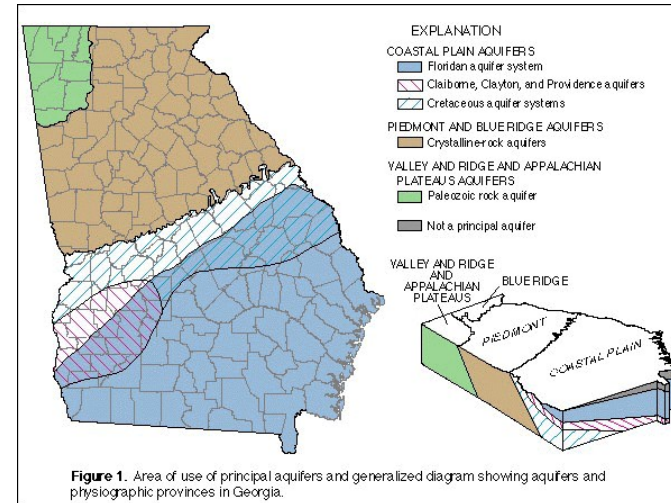 EXPLANATION
COASTAL PLAIN AQUIFERS
Floridan aquifer system
Claiborne, Clayton, and Providence aquifers
Cretaceous aquifer systems
PIEDMONT AND BLUE RIDGE AQUIFERS
Crystalline-rock aquifers
VALLEY AND RIDGE AND APPALACHIAN
PLATEAUS AQUIFERS
Paleozoic rock aquifer
Not a principal aquifer
VALLEY AND RIDGE
AND
APPALACHIAN
PLATEAUS
BLUE RIDGE
PIEDMONT
COASTAL PLAIN
Figure 1. Area of use of principal aquifers and generalized diagram showing aquifers and
physiographic provinces in Georgia.